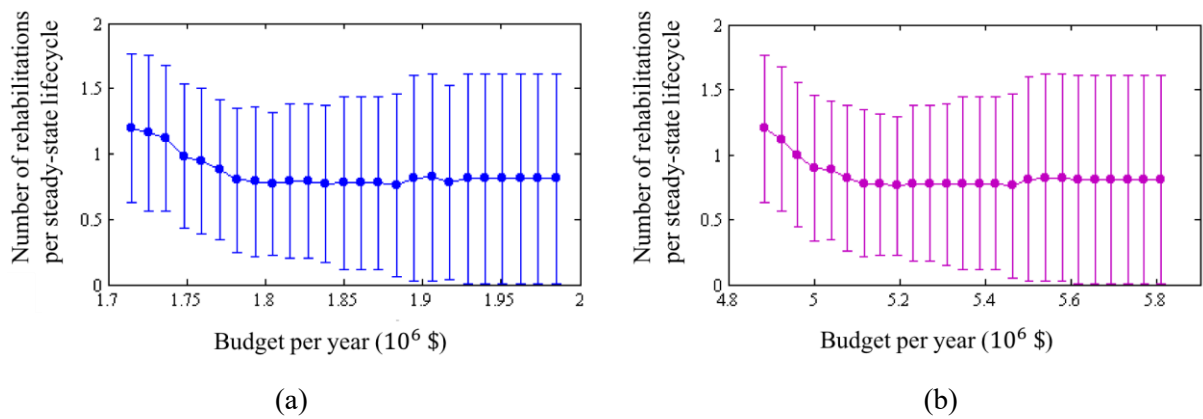 Number of rehabilitations
per steady-state lifecycle
2
1.5
1
0.5
0
1.7
1.75
1.8
1.85
1.9
1.95
2
Budget per year (10⁶ $)
(a)
Number of rehabilitations
per steady-state lifecycle
2
1.5
1
0.5
0
4.8
5
5.2
5.4
5.6
5.8
Budget per year (10⁶ $)
(b)